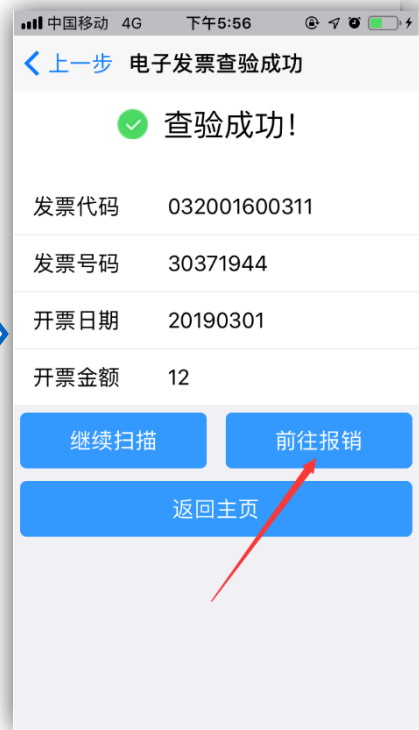 中国移动 4G 下午5:56
上一步 电子发票查验成功
查验成功!
发票代码 032001600311
发票号码 30371944
开票日期 20190301
开票金额 12
继续扫描 前往报销
返回主页